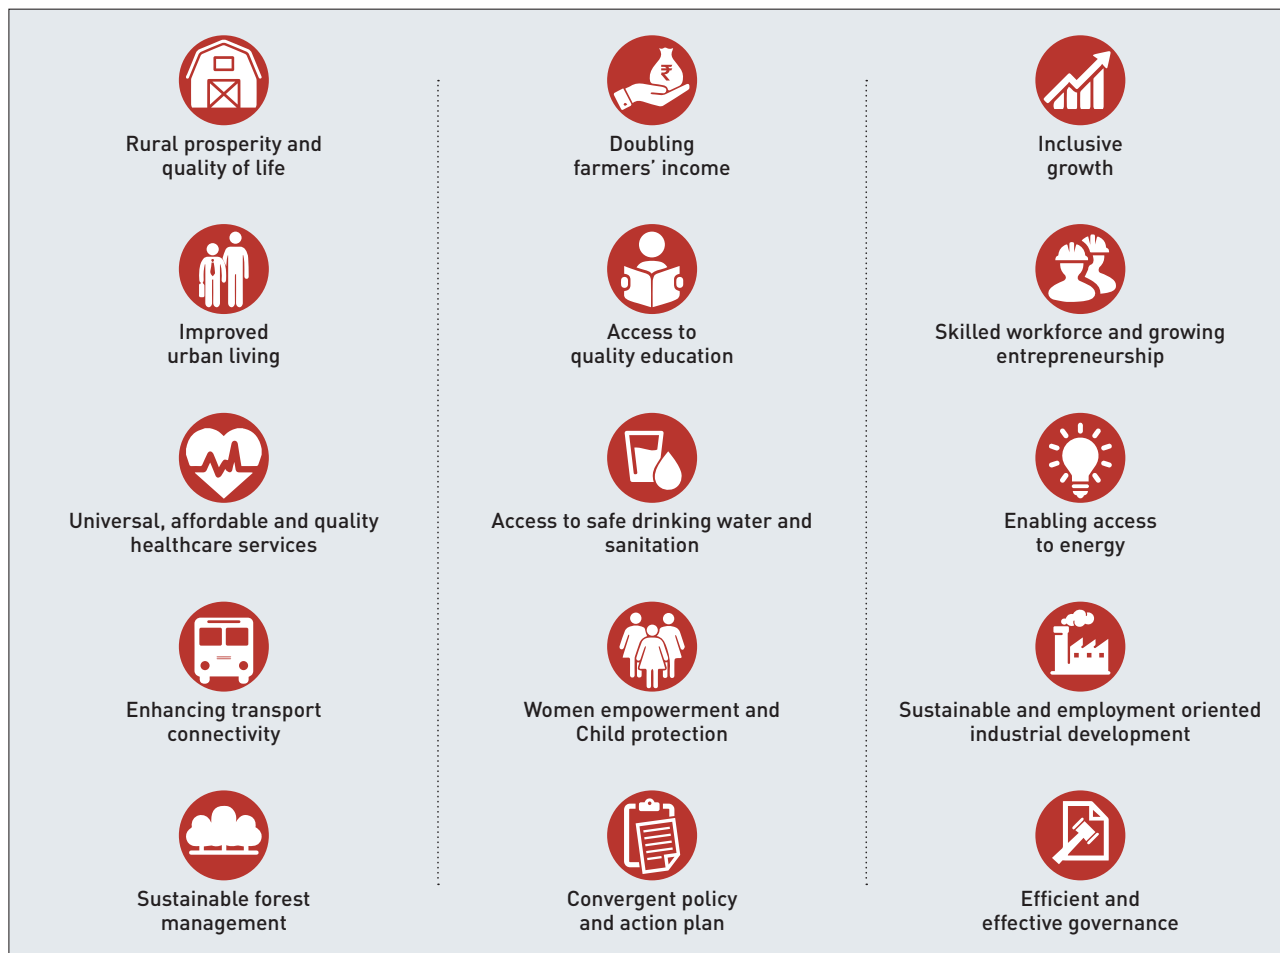 ₹
Rural prosperity and
quality of life
Doubling
farmers’ income
Inclusive
growth
Improved
urban living
Access to
quality education
Skilled workforce and growing
entrepreneurship
Universal, affordable and quality
healthcare services
Access to safe drinking water and
sanitation
Enabling access
to energy
Enhancing transport
connectivity
Women empowerment and
Child protection
Sustainable and employment oriented
industrial development
Sustainable forest
management
Convergent policy
and action plan
Efficient and
effective governance